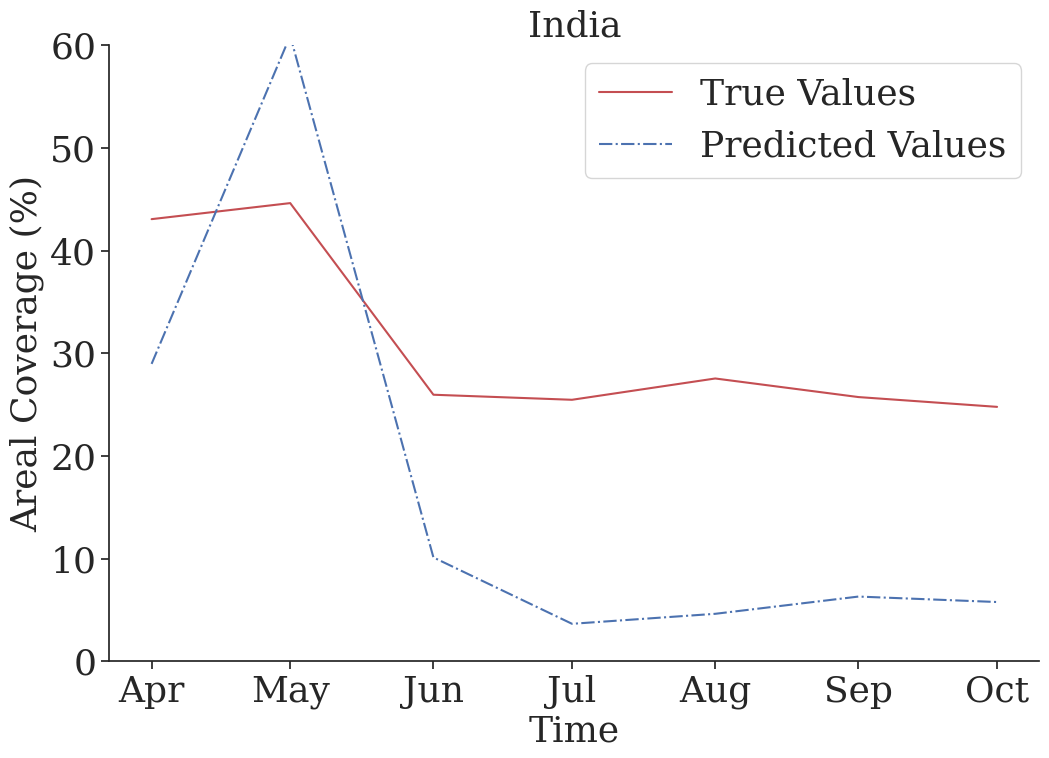 India
60
50
40
30
20
10
0
Areal Coverage (%)
True Values
Predicted Values
Apr May Jun Jul Aug Sep Oct
Time